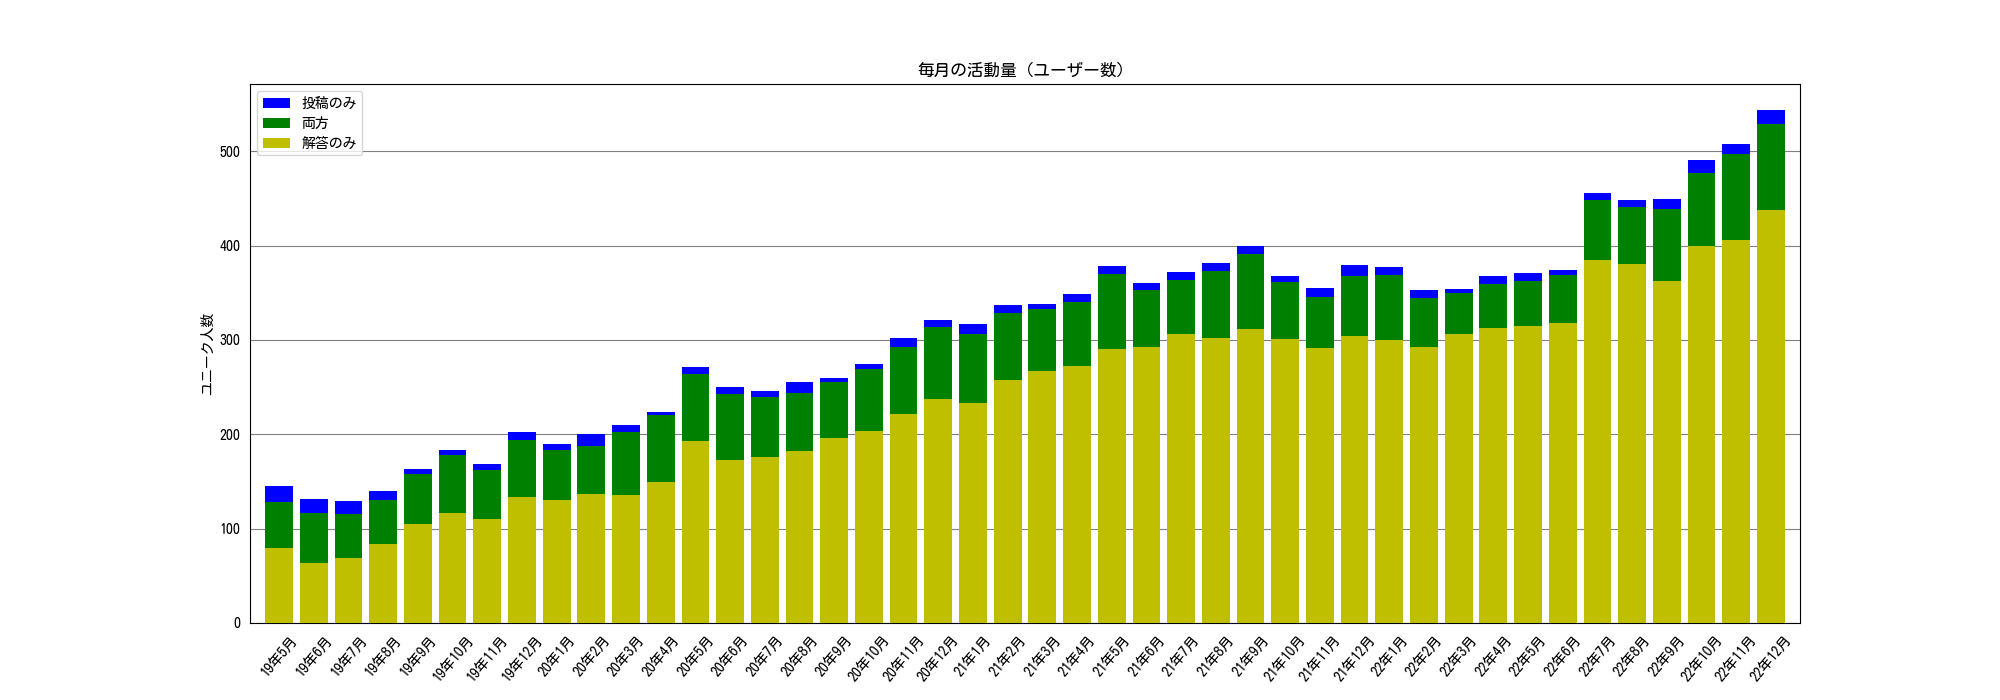 毎月の活動量（ユーザー数）
投稿のみ
両方
解答のみ
ユニーク人数
500
400
300
200
100
0
19年5月
19年6月
19年7月
19年8月
19年9月
19年10月
19年11月
19年12月
20年1月
20年2月
20年3月
20年4月
20年5月
20年6月
20年7月
20年8月
20年9月
20年10月
20年11月
20年12月
21年1月
21年2月
21年3月
21年4月
21年5月
21年6月
21年7月
21年8月
21年9月
21年10月
21年11月
21年12月
22年1月
22年2月
22年3月
22年4月
22年5月
22年6月
22年7月
22年8月
22年9月
22年10月
22年11月
22年12月